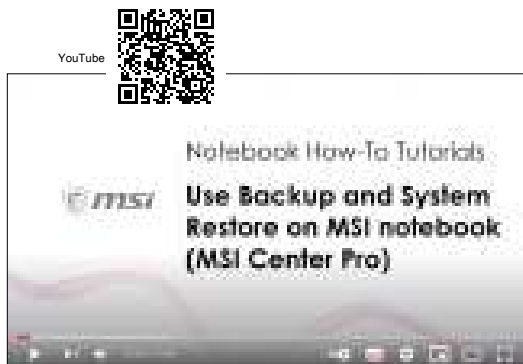 YouTube
Notebook How-To Tutorials
msi
Use Backup and System
Restore on MSI notebook
(MSI Center Pro)